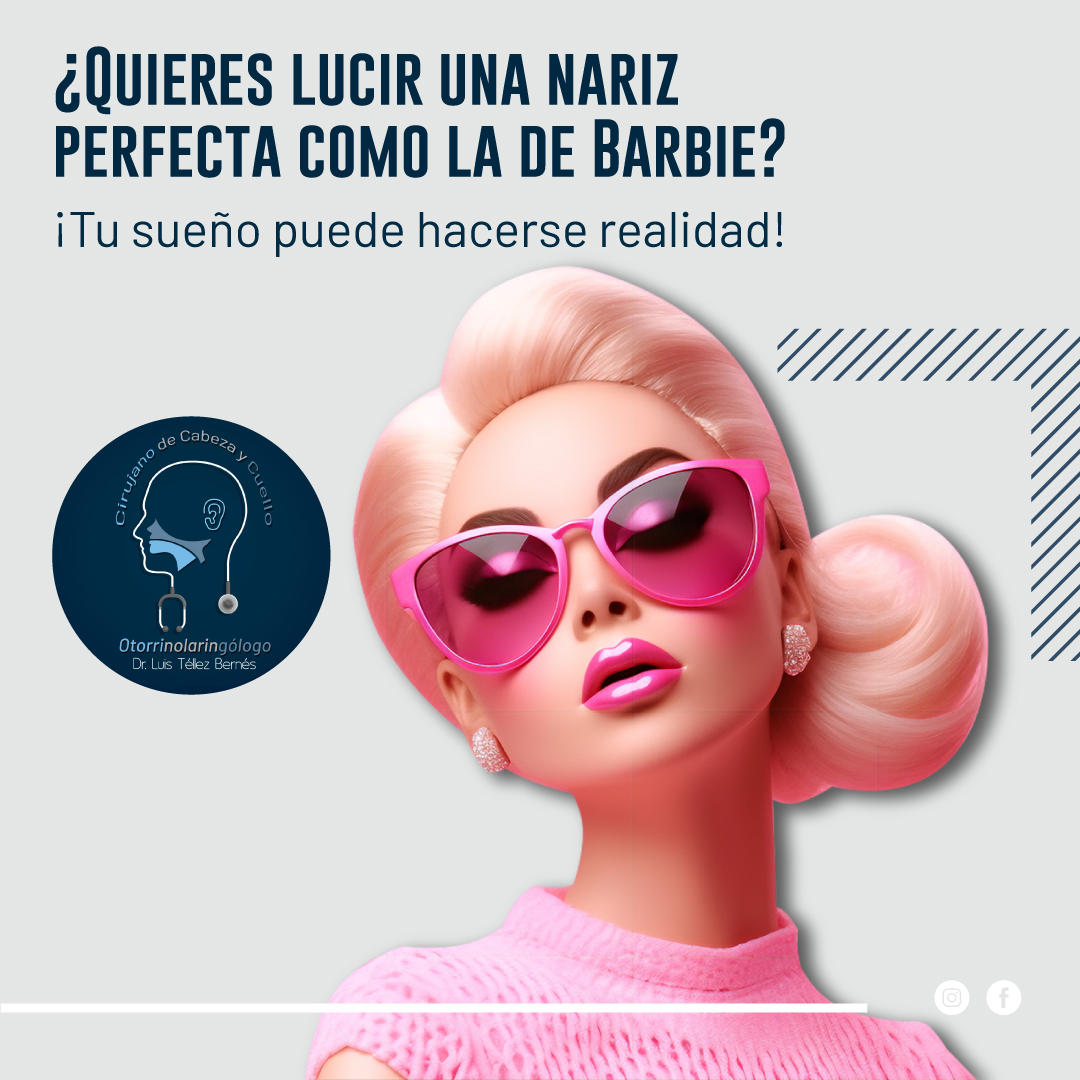 ¿Quieres lucir una nariz
perfecta como la de Barbie?
¡Tu sueño puede hacerse realidad!
Cirujano de Cabeza y Cuello
Otorrinolaringólogo
Dr. Luis Téllez Bernés